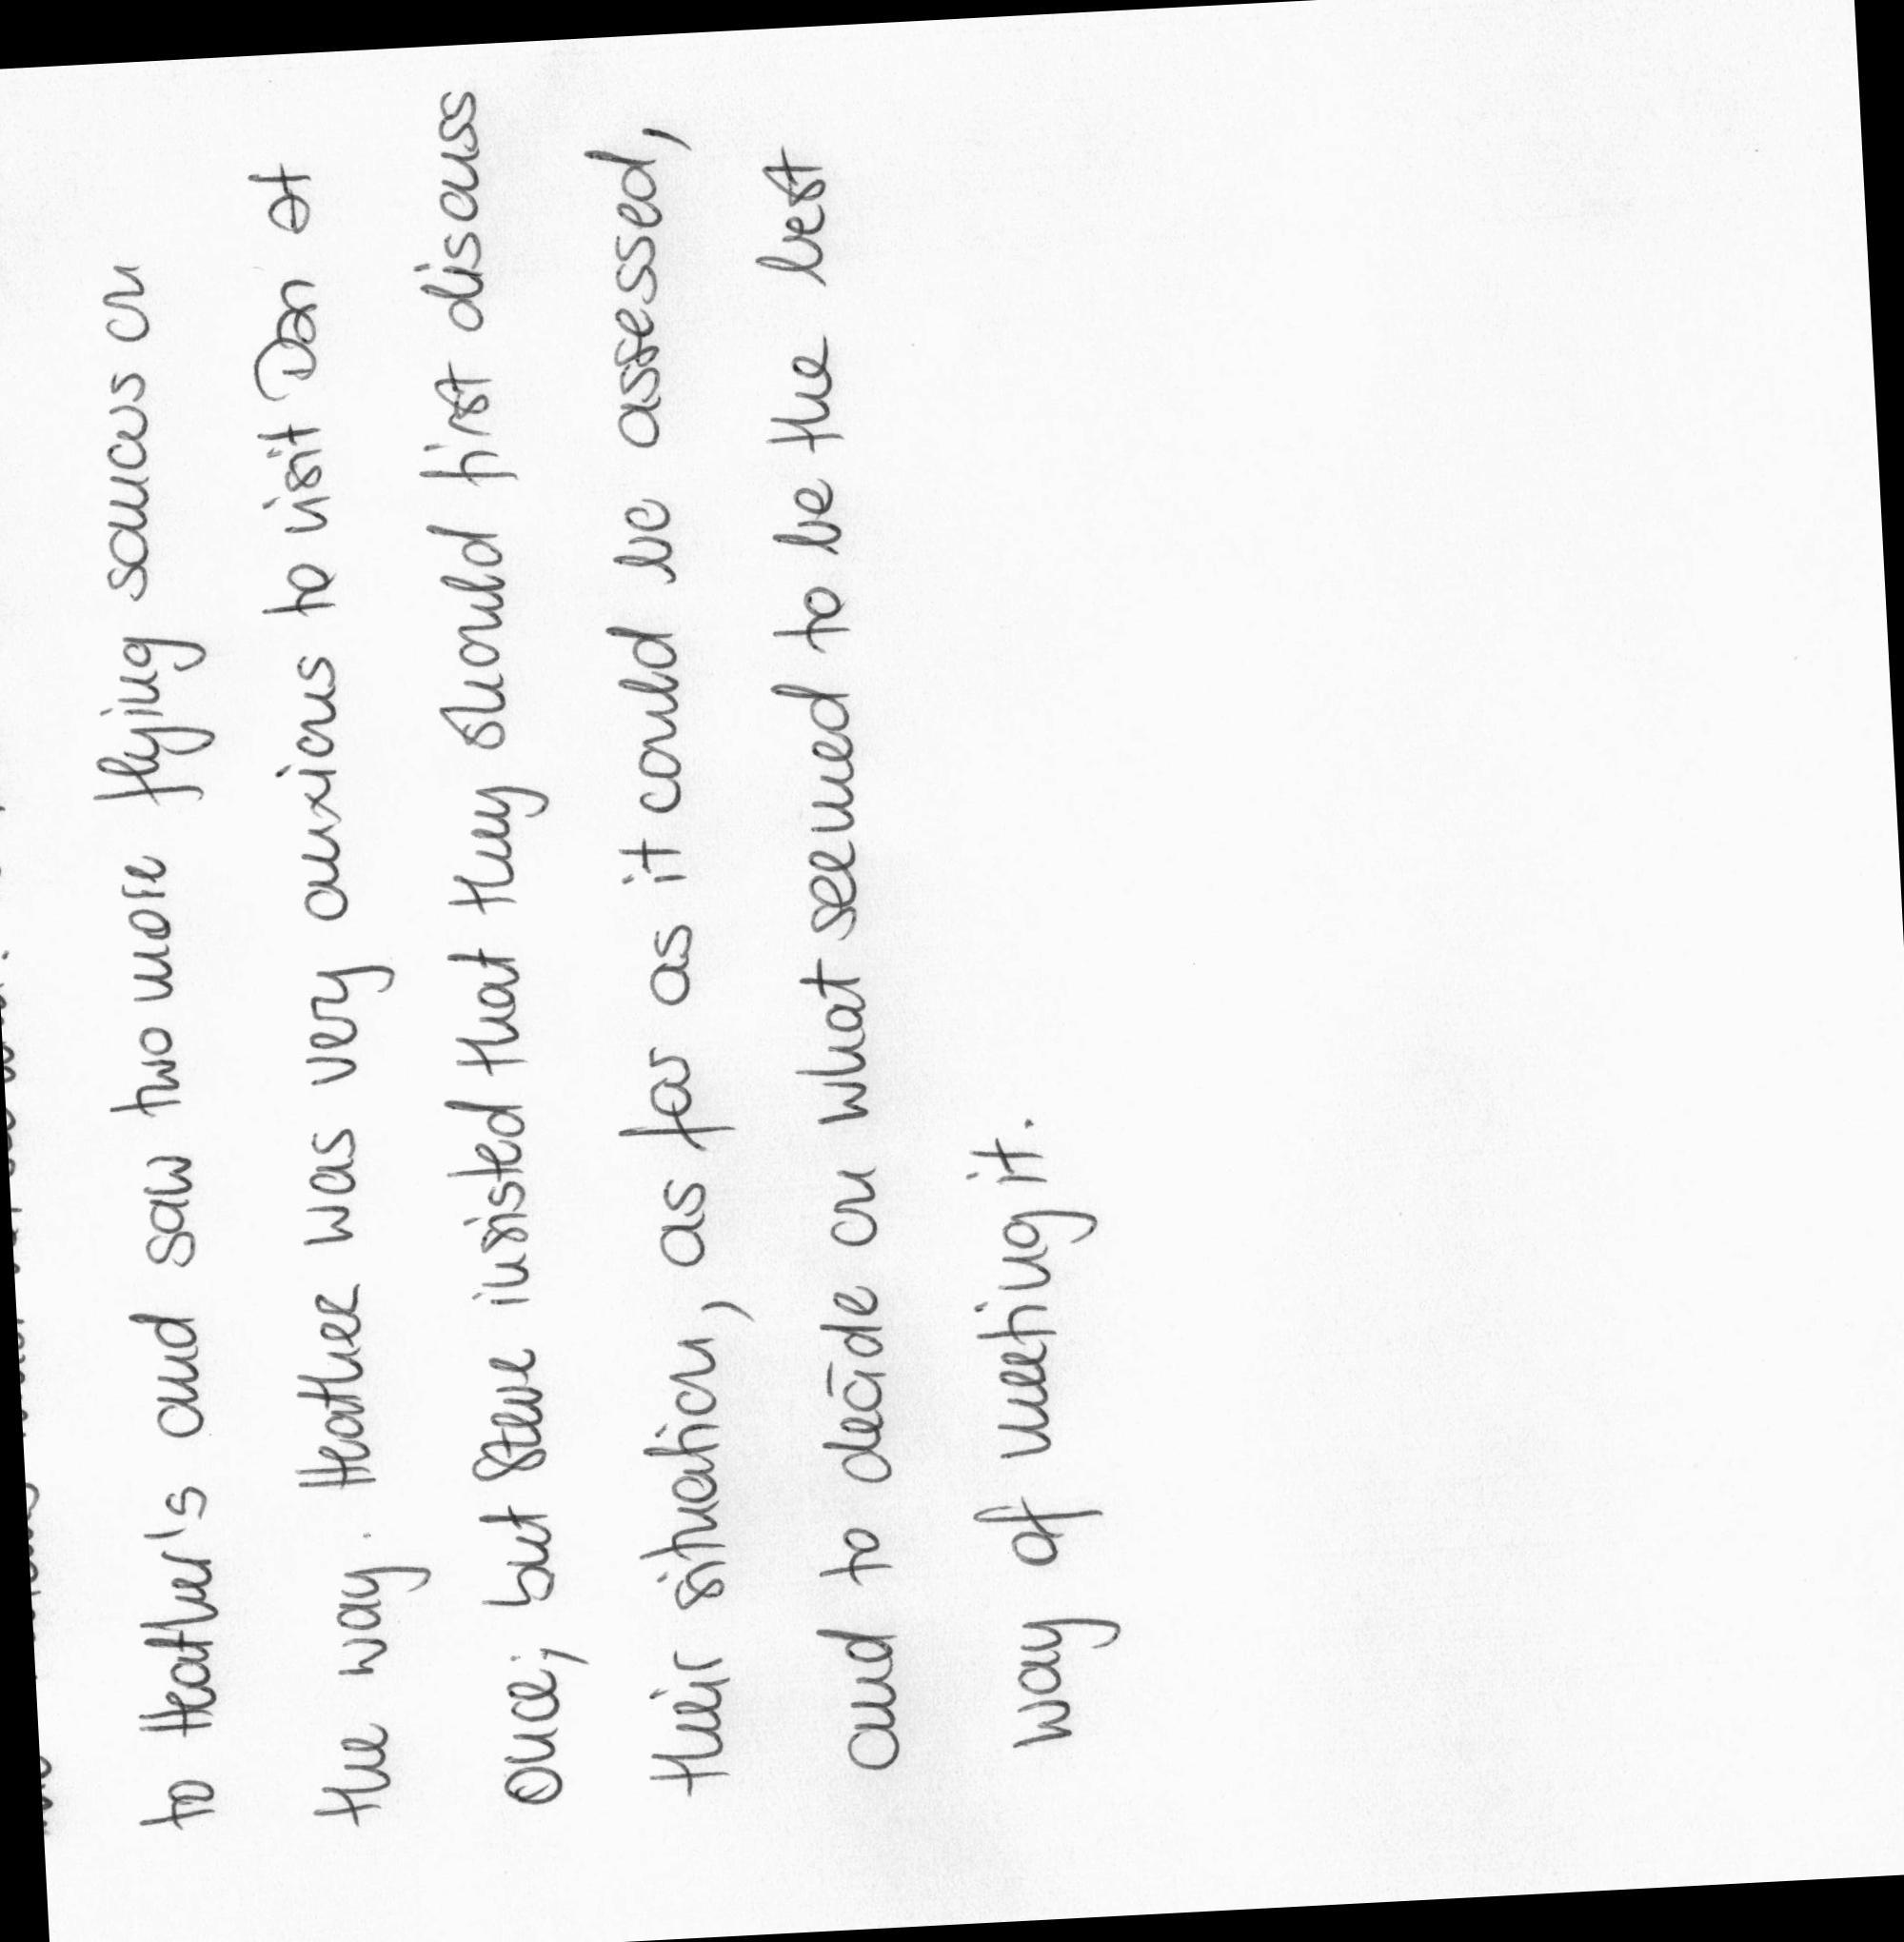 to Heather's and saw two more flying saucers on
the way. Heather was very anxious to visit Dan at
once; but Steve insisted that they should first discuss
their situation, as far as it could be assessed,
and to decide on what seemed to be the best
way of meeting it.